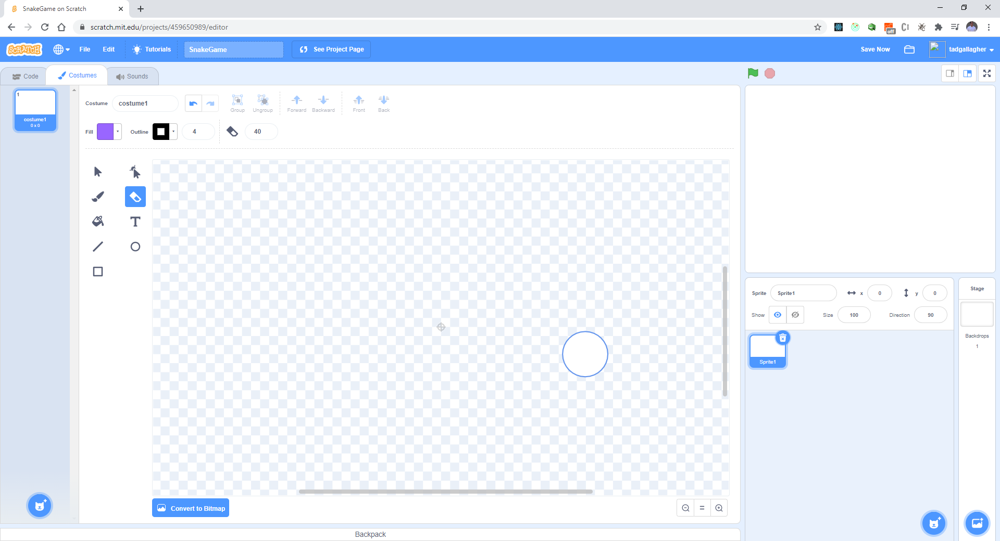 SnakeGame on Scratch
scratch.mit.edu/projects/459650989/editor
off
SCRATCH
File
Edit
Tutorials
SnakeGame
See Project Page
Save Now
tadgallagher
Code
Costumes
Sounds
1
costume1
0 x 0
Costume
costume1
Group
Ungroup
Forward
Backward
Front
Back
Fill
Outline
4
40
Convert to Bitmap
Backpack
Sprite
Sprite1
x
0
y
0
Show
Size
100
Direction
90
Sprite1
Stage
Backdrops
1